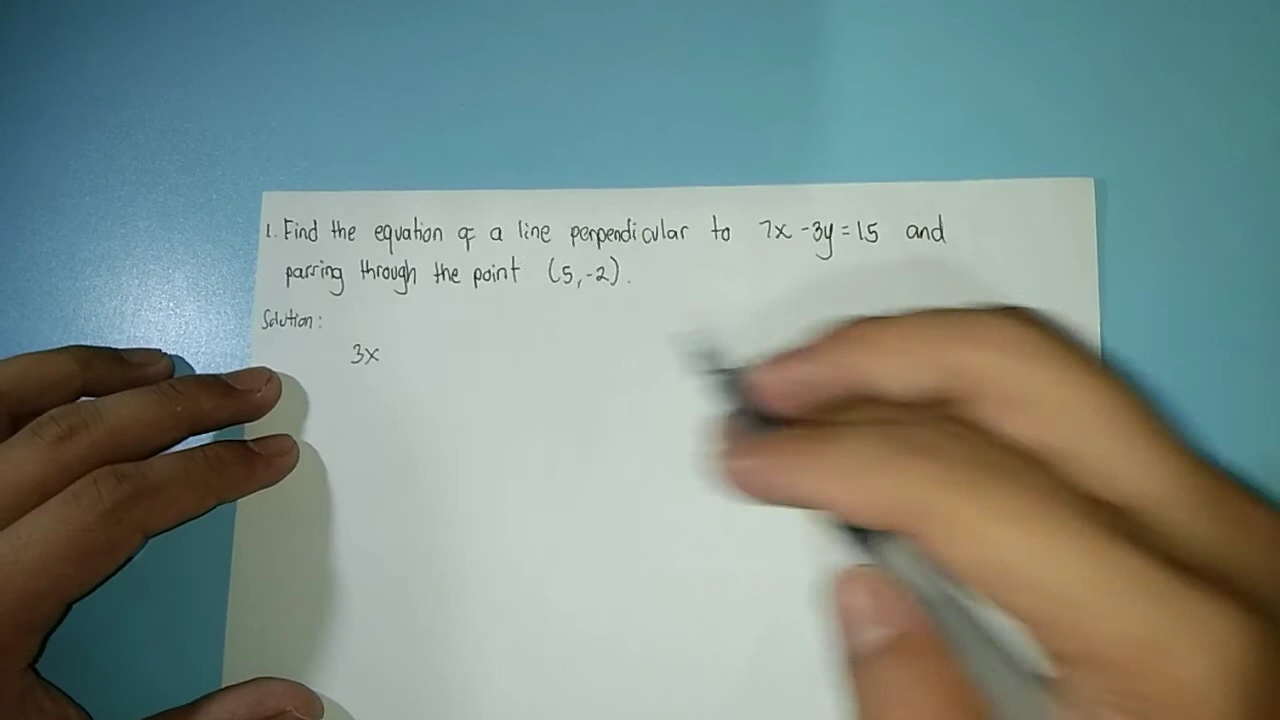 1. Find the equation of a line perpendicular to 7x - 3y = 15 and
passing through the point (5, -2).
Solution:
3x